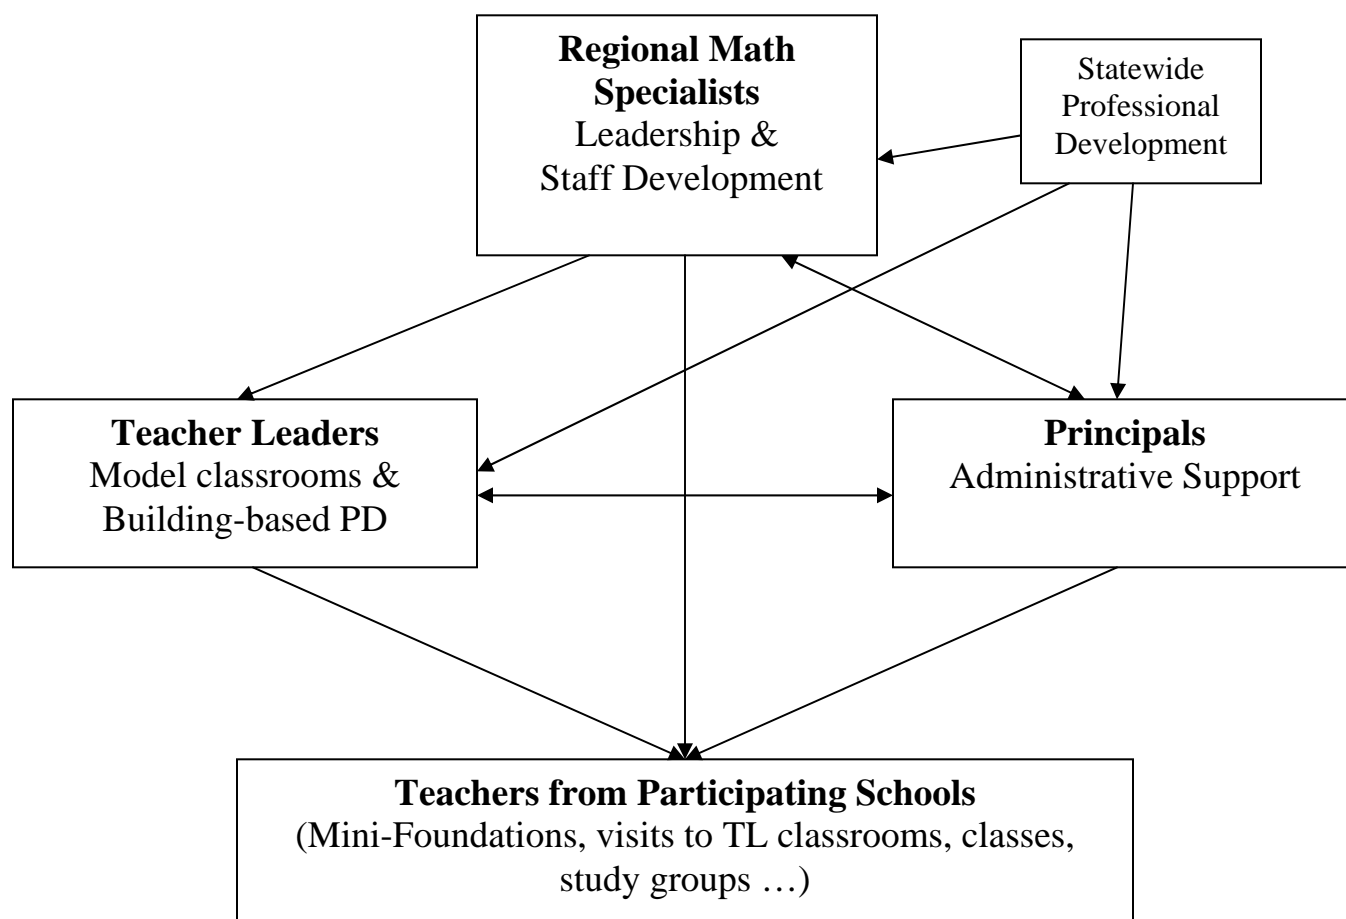 Regional Math
Specialists
Leadership &
Staff Development
Statewide
Professional
Development
Teacher Leaders
Model classrooms &
Building-based PD
Principals
Administrative Support
Teachers from Participating Schools
(Mini-Foundations, visits to TL classrooms, classes,
study groups …)